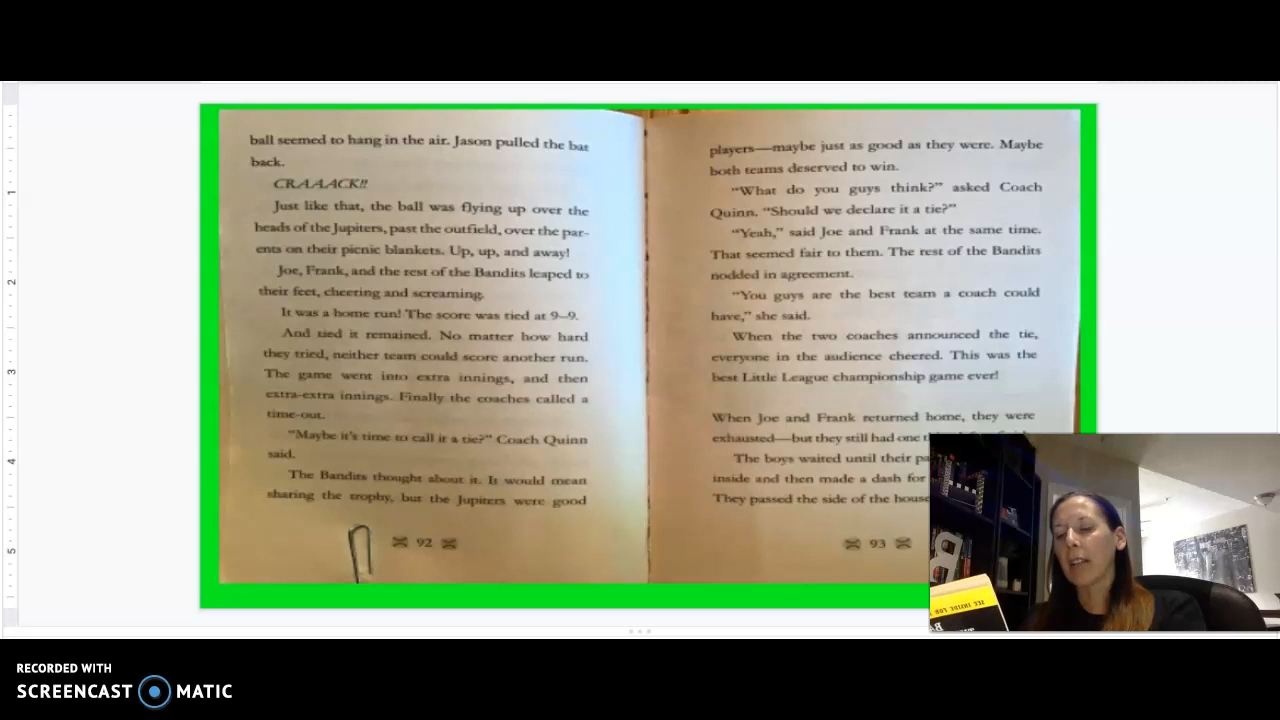 ball seemed to hang in the air. Jason pulled the bat
back.
CRAAACK!!
Just like that, the ball was flying up over the
heads of the Jupiters, past the outfield, over the par-
ents on their picnic blankets. Up, up, and away!
Joe, Frank, and the rest of the Bandits leaped to
their feet, cheering and screaming.
It was a home run! The score was tied at 9–9.
And tied it remained. No matter how hard
they tried, neither team could score another run.
The game went into extra innings, and then
extra-extra innings. Finally the coaches called a
time-out.
"Maybe it's time to call it a tie?" Coach Quinn
said.
The Bandits thought about it. It would mean
sharing the trophy, but the Jupiters were good
92
players—maybe just as good as they were. Maybe
both teams deserved to win.
"What do you guys think?" asked Coach
Quinn. "Should we declare it a tie?"
"Yeah," said Joe and Frank at the same time.
That seemed fair to them. The rest of the Bandits
nodded in agreement.
"You guys are the best team a coach could
have," she said.
When the two coaches announced the tie,
everyone in the audience cheered. This was the
best Little League championship game ever!
When Joe and Frank returned home, they were
exhausted—but they still had one
The boys waited until their
inside and then made a dash for
They passed the side of the house
93
SEE INSIDE FOR
1
2
3
4
5
RECORDED WITH
SCREENCAST MATIC